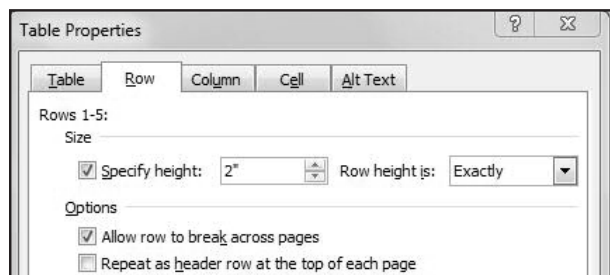 Table Properties
Table Row Column Cell Alt Text
Rows 1-5:
Size
Specify height: 2" Row height is: Exactly
Options
Allow row to break across pages
Repeat as header row at the top of each page